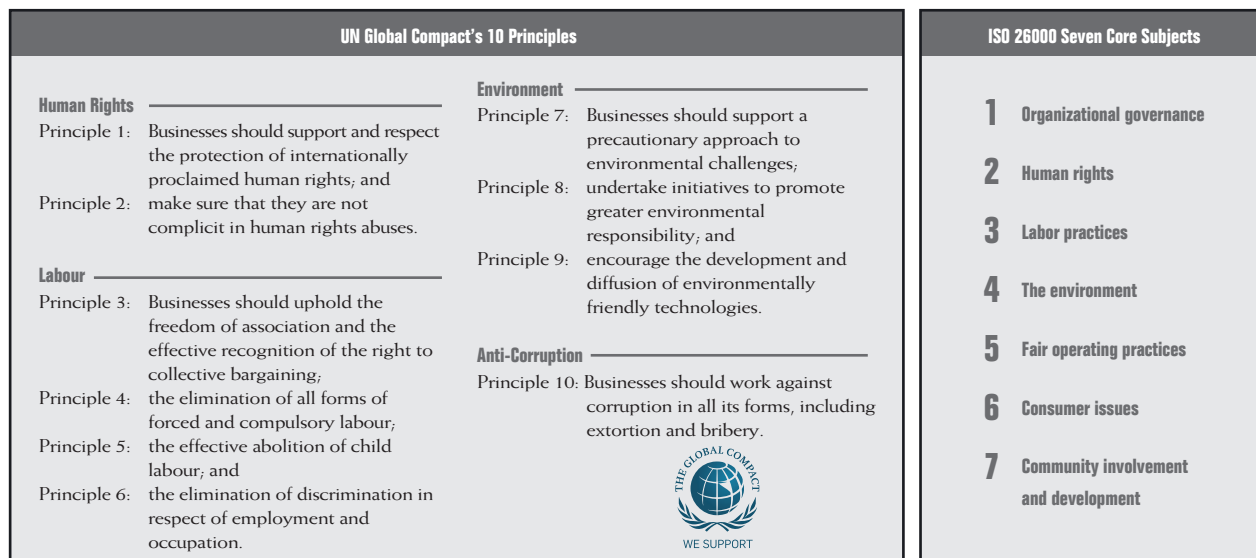 UN Global Compact's 10 Principles
Human Rights
Principle 1: Businesses should support and respect
the protection of internationally
proclaimed human rights; and
Principle 2: make sure that they are not
complicit in human rights abuses.
Labour
Principle 3: Businesses should uphold the
freedom of association and the
effective recognition of the right to
collective bargaining;
Principle 4: the elimination of all forms of
forced and compulsory labour;
Principle 5: the effective abolition of child
labour; and
Principle 6: the elimination of discrimination in
respect of employment and
occupation.
Environment
Principle 7: Businesses should support a
precautionary approach to
environmental challenges;
Principle 8: undertake initiatives to promote
greater environmental
responsibility; and
Principle 9: encourage the development and
diffusion of environmentally
friendly technologies.
Anti-Corruption
Principle 10: Businesses should work against
corruption in all its forms, including
extortion and bribery.
THE GLOBAL COMPACT
WE SUPPORT
ISO 26000 Seven Core Subjects
1 Organizational governance
2 Human rights
3 Labor practices
4 The environment
5 Fair operating practices
6 Consumer issues
7 Community involvement
and development